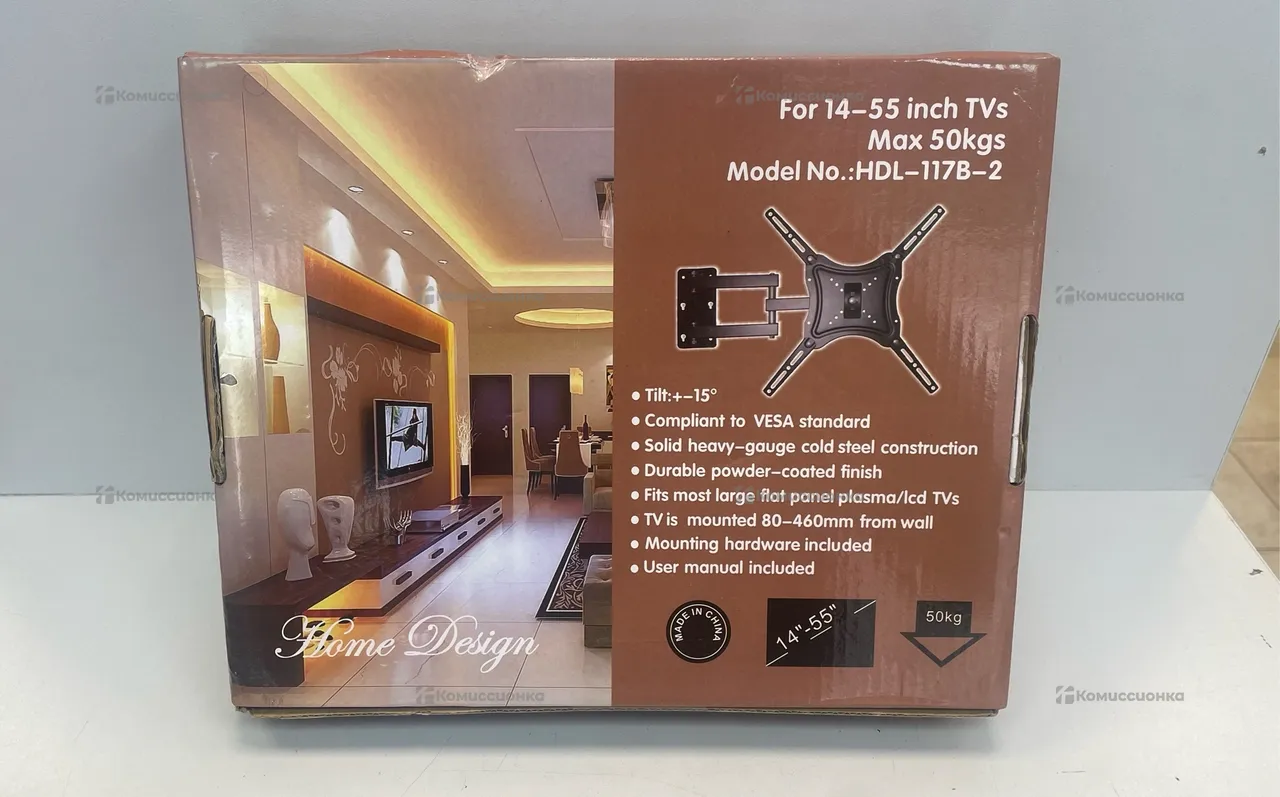 For 14-55 inch TVs
Max 50kgs
Model No.:HDL-117B-2
• Tilt:+-15°
• Compliant to VESA standard
• Solid heavy-gauge cold steel construction
• Durable powder-coated finish
• Fits most large flat panel plasma/lcd TVs
• TV is mounted 80-460mm from wall
• Mounting hardware included
• User manual included
Home Design
MADE IN CHINA
14"-55"
50kg
Комиссионка
Комиссионка
Комиссионка
Комиссионка
Комиссионка
Комиссионка
Комиссионка
Комиссионка